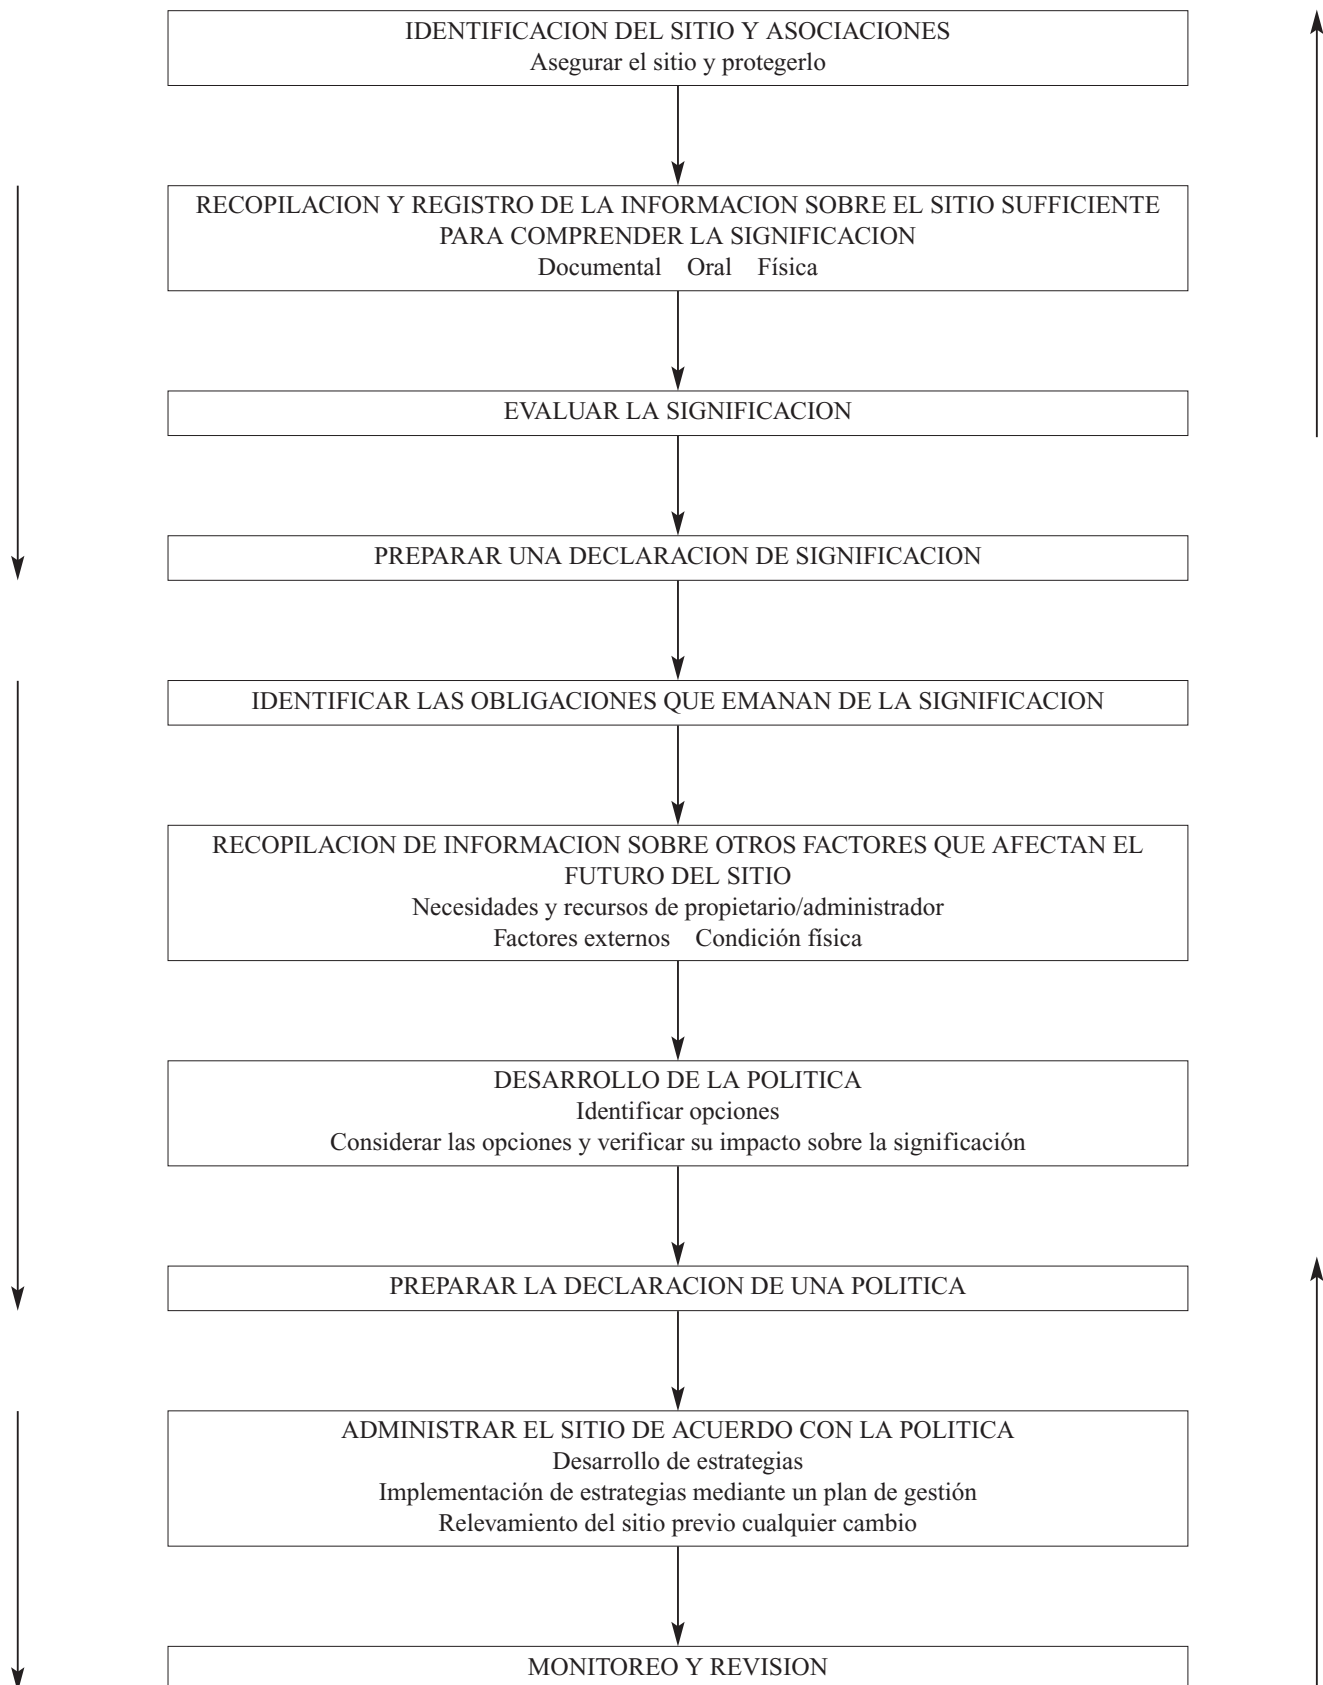 IDENTIFICACION DEL SITIO Y ASOCIACIONES
Asegurar el sitio y protegerlo
RECOPILACION Y REGISTRO DE LA INFORMACION SOBRE EL SITIO SUFFICIENTE
PARA COMPRENDER LA SIGNIFICACION
Documental Oral Física
EVALUAR LA SIGNIFICACION
PREPARAR UNA DECLARACION DE SIGNIFICACION
IDENTIFICAR LAS OBLIGACIONES QUE EMANAN DE LA SIGNIFICACION
RECOPILACION DE INFORMACION SOBRE OTROS FACTORES QUE AFECTAN EL
FUTURO DEL SITIO
Necesidades y recursos de propietario/administrador
Factores externos Condición física
DESARROLLO DE LA POLITICA
Identificar opciones
Considerar las opciones y verificar su impacto sobre la significación
PREPARAR LA DECLARACION DE UNA POLITICA
ADMINISTRAR EL SITIO DE ACUERDO CON LA POLITICA
Desarrollo de estrategias
Implementación de estrategias mediante un plan de gestión
Relevamiento del sitio previo cualquier cambio
MONITOREO Y REVISION